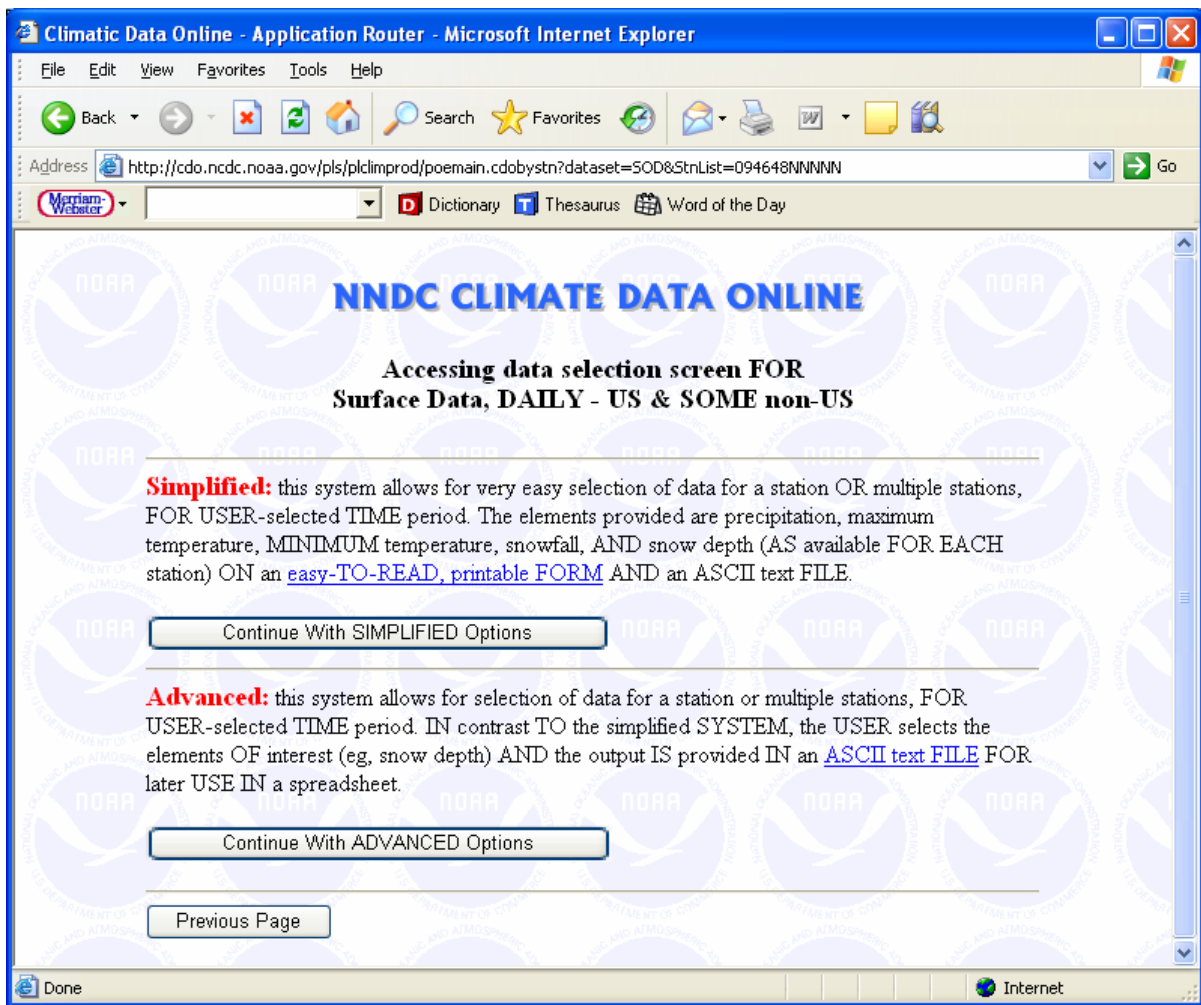 Climatic Data Online - Application Router - Microsoft Internet Explorer
File Edit View Favorites Tools Help
Back Search Favorites
Address http://cdo.ncdc.noaa.gov/pls/plclimprod/poemain.cdobystn?dataset=SOD&StnList=094648NNNNN Go
Merriam-Webster Dictionary Thesaurus Word of the Day
NNDC CLIMATE DATA ONLINE
Accessing data selection screen FOR
Surface Data, DAILY - US & SOME non-US
Simplified: this system allows for very easy selection of data for a station OR multiple stations,
FOR USER-selected TIME period. The elements provided are precipitation, maximum
temperature, MINIMUM temperature, snowfall, AND snow depth (AS available FOR EACH
station) ON an easy-TO-READ, printable FORM AND an ASCII text FILE.
Continue With SIMPLIFIED Options
Advanced: this system allows for selection of data for a station or multiple stations, FOR
USER-selected TIME period. IN contrast TO the simplified SYSTEM, the USER selects the
elements OF interest (eg, snow depth) AND the output IS provided IN an ASCII text FILE FOR
later USE IN a spreadsheet.
Continue With ADVANCED Options
Previous Page
Done Internet